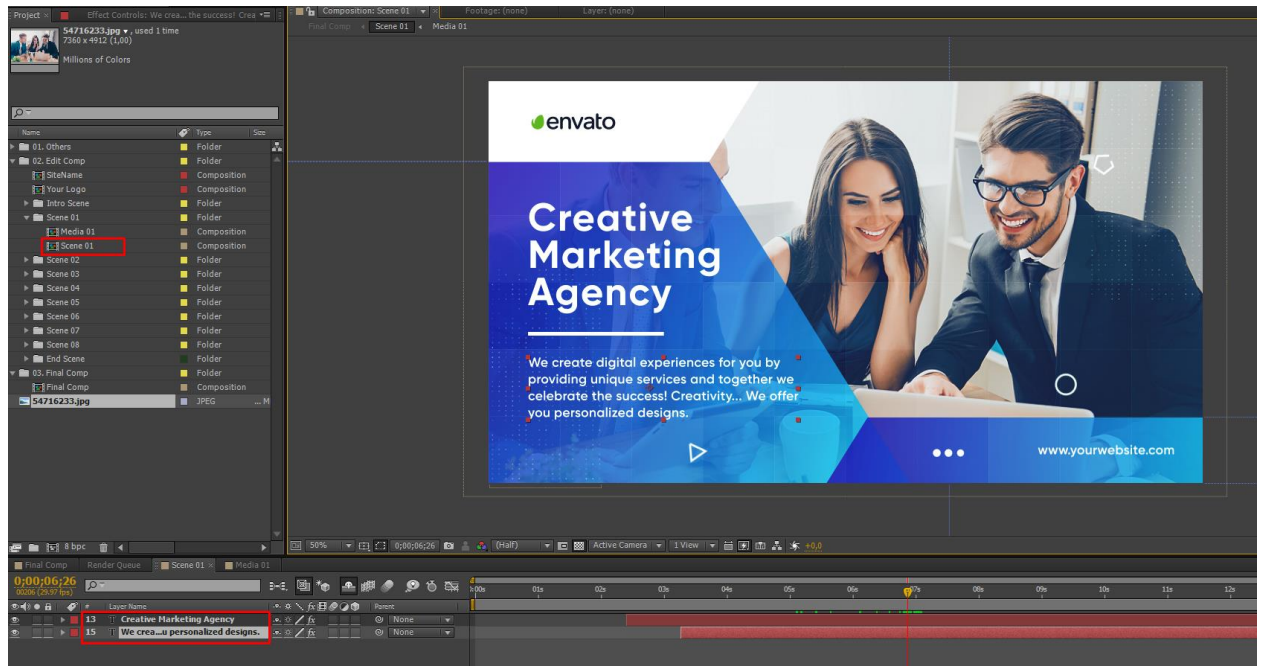 Project ×
Effect Controls: We crea... the success! Crea
54716233.jpg ▾ , used 1 time
7360 x 4912 (1,00)
Millions of Colors
Name Type Size
01. Others Folder
02. Edit Comp Folder
SiteName Composition
Your Logo Composition
Intro Scene Folder
Scene 01 Folder
Media 01 Composition
Scene 01 Composition
Scene 02 Folder
Scene 03 Folder
Scene 04 Folder
Scene 05 Folder
Scene 06 Folder
Scene 07 Folder
Scene 08 Folder
End Scene Folder
03. Final Comp Folder
Final Comp Composition
54716233.jpg JPEG ... M
8 bpc
Composition: Scene 01 Footage: (none) Layer: (none)
Final Comp Scene 01 Media 01
envato
Creative
Marketing
Agency
We create digital experiences for you by
providing unique services and together we
celebrate the success! Creativity... We offer
you personalized designs.
www.yourwebsite.com
50% 0;00;06;26 (Half) Active Camera 1 View +0,0
Final Comp Render Queue Scene 01 × Media 01
0;00;06;26
00206 (29.97 fps)
# Layer Name Parent
13 Creative Marketing Agency None
15 We crea...u personalized designs. None
01s 02s 03s 04s 05s 06s 07s 08s 09s 10s 11s 12s